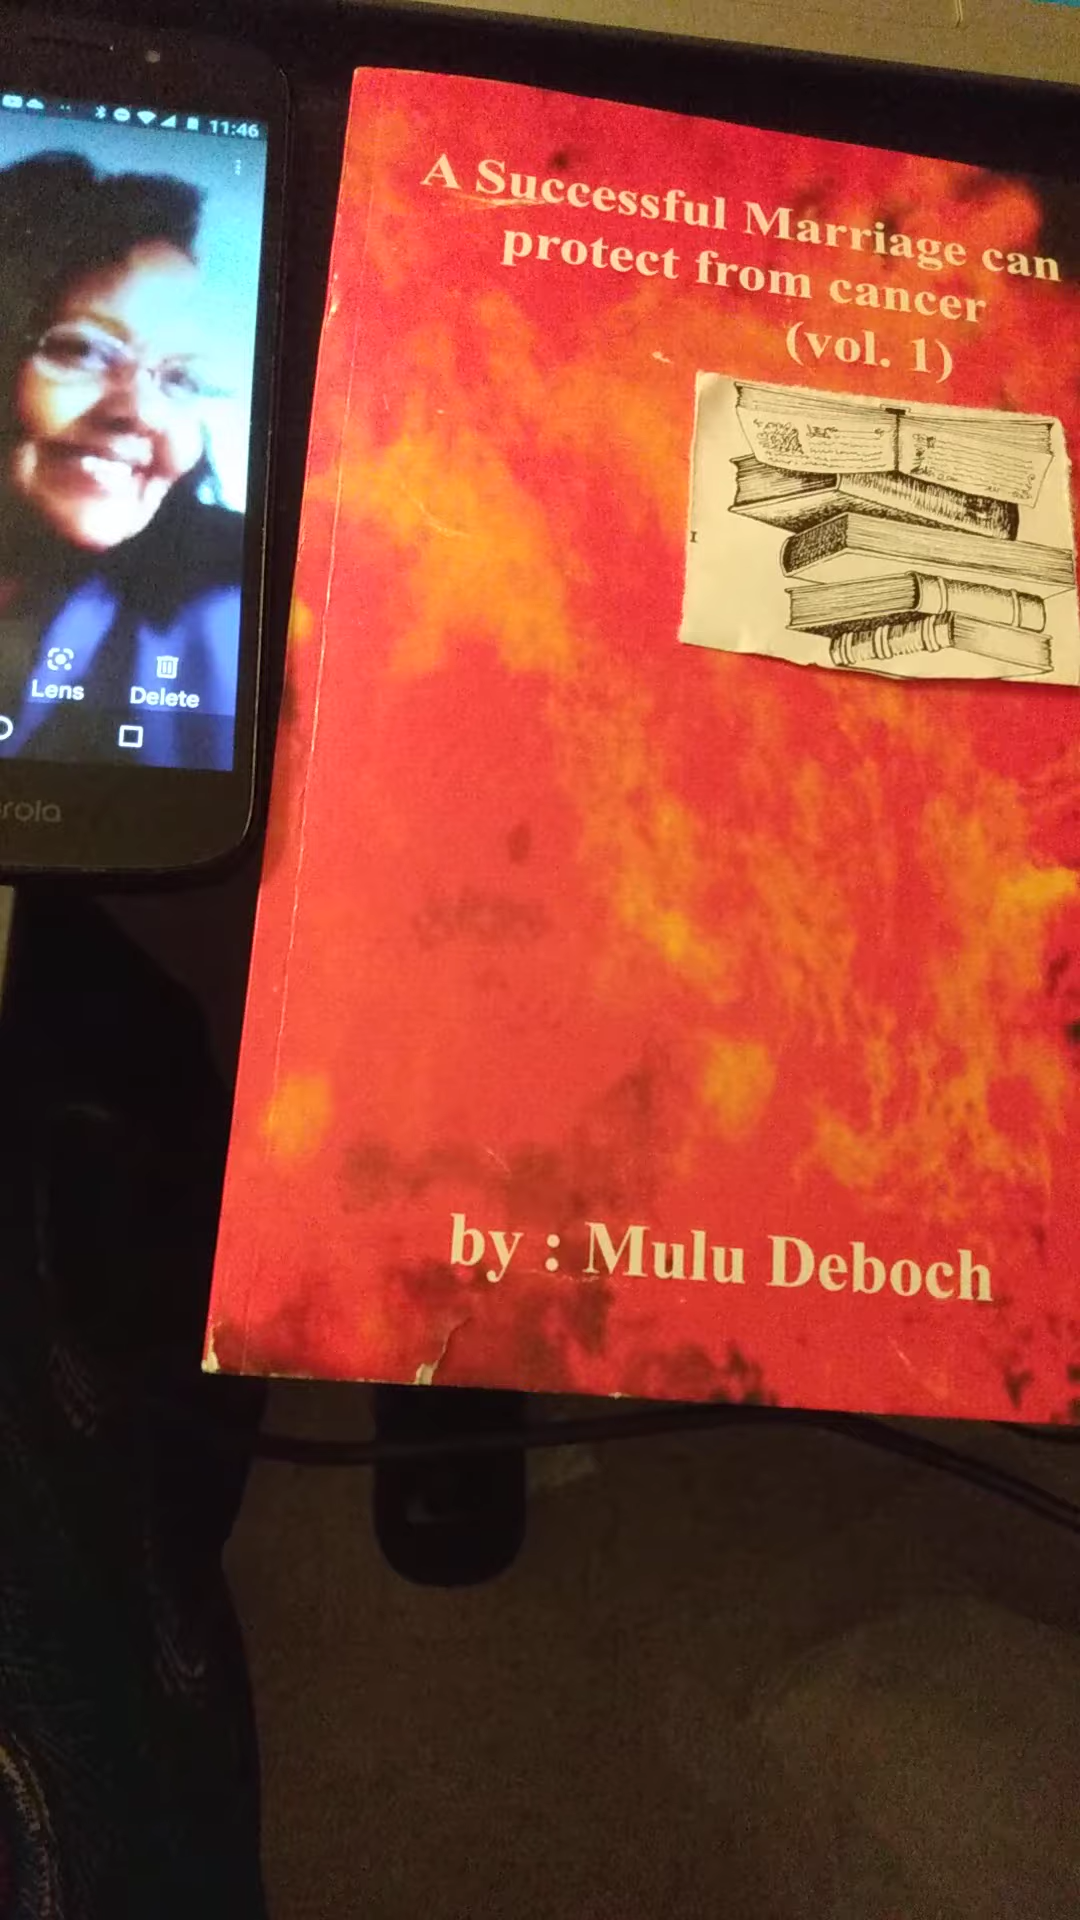 11:46
Lens
Delete
rola
A Successful Marriage can
protect from cancer
(vol. 1)
I
by : Mulu Deboch